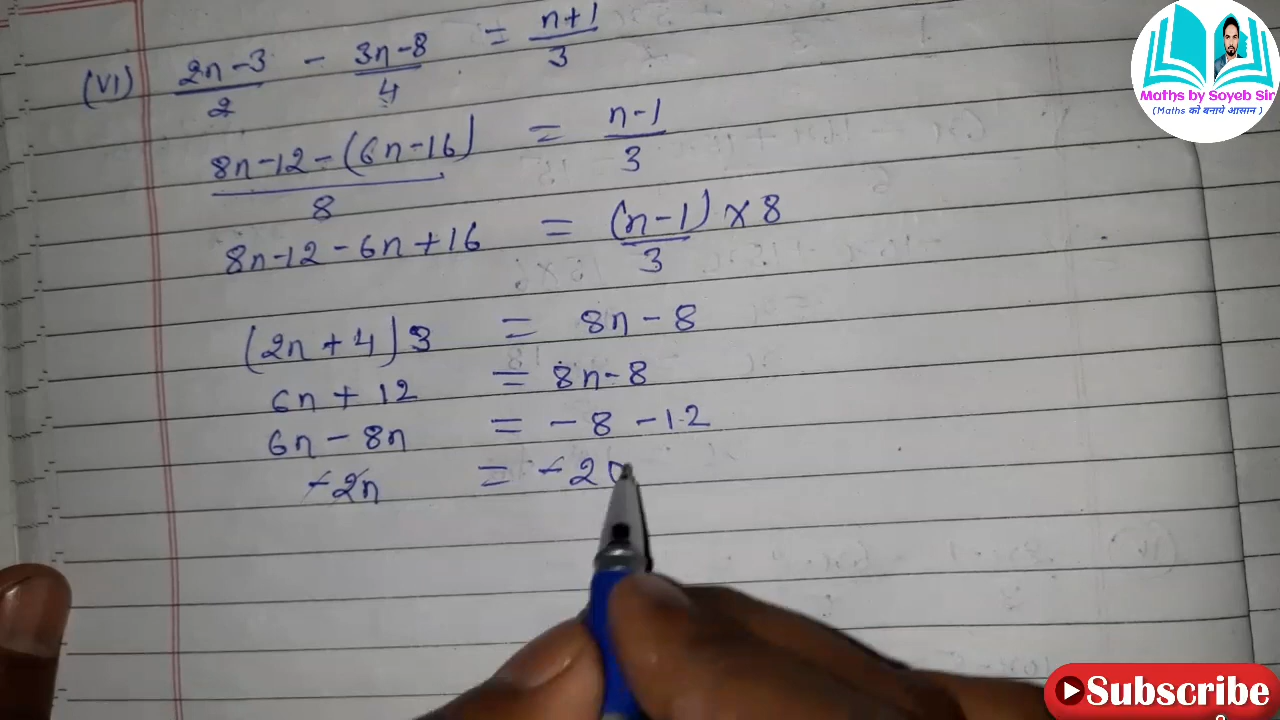 (VI) (2n-3)/2 - (3n-8)/4 = (n+1)/3
(8n-12-(6n-16))/8 = (n-1)/3
8n-12-6n+16 = (n-1)/3 × 8
(2n+4)3 = 8n-8
6n+12 = 8n-8
6n-8n = -8-12
-2n = -20
Maths by Soyeb Sir
(Maths को बनाये आसान)
Subscribe